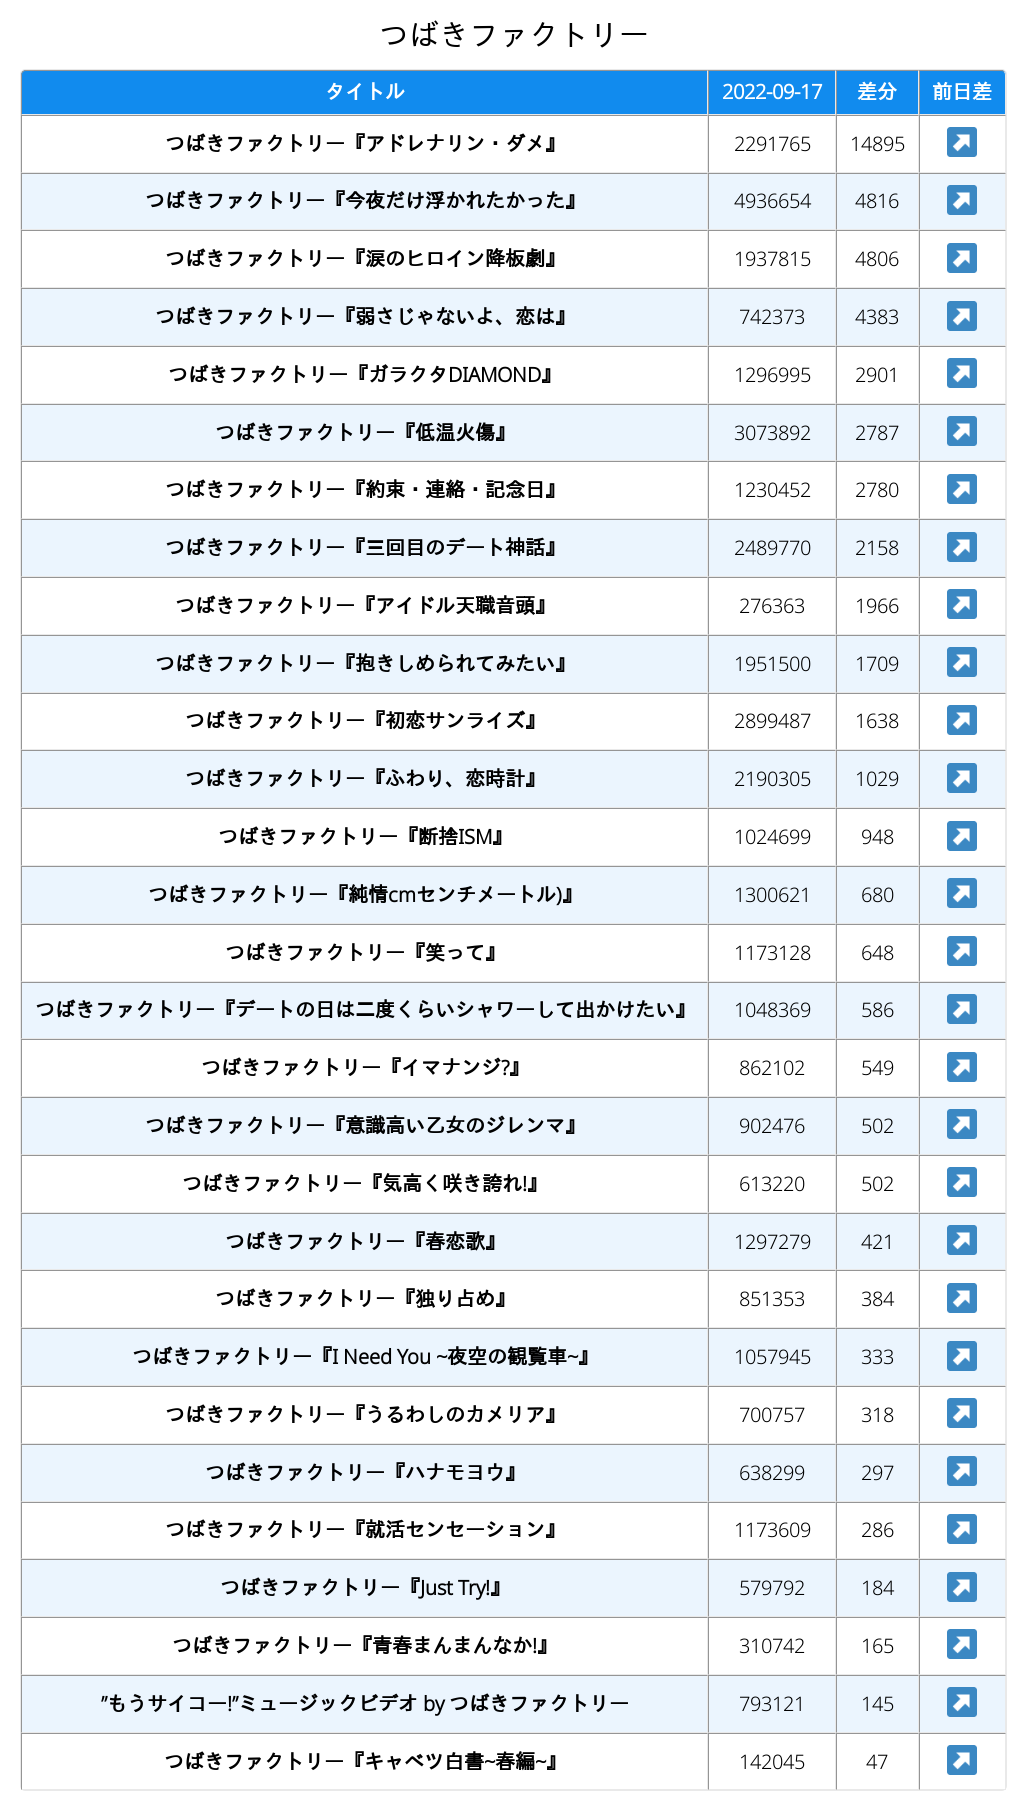 つばきファクトリー
タイトル 2022-09-17 差分 前日差
つばきファクトリー『アドレナリン・ダメ』 2291765 14895
つばきファクトリー『今夜だけ浮かれたかった』 4936654 4816
つばきファクトリー『涙のヒロイン降板劇』 1937815 4806
つばきファクトリー『弱さじゃないよ、恋は』 742373 4383
つばきファクトリー『ガラクタDIAMOND』 1296995 2901
つばきファクトリー『低温火傷』 3073892 2787
つばきファクトリー『約束・連絡・記念日』 1230452 2780
つばきファクトリー『三回目のデート神話』 2489770 2158
つばきファクトリー『アイドル天職音頭』 276363 1966
つばきファクトリー『抱きしめられてみたい』 1951500 1709
つばきファクトリー『初恋サンライズ』 2899487 1638
つばきファクトリー『ふわり、恋時計』 2190305 1029
つばきファクトリー『断捨ISM』 1024699 948
つばきファクトリー『純情cmセンチメートル)』 1300621 680
つばきファクトリー『笑って』 1173128 648
つばきファクトリー『デートの日は二度くらいシャワーして出かけたい』 1048369 586
つばきファクトリー『イマナンジ?』 862102 549
つばきファクトリー『意識高い乙女のジレンマ』 902476 502
つばきファクトリー『気高く咲き誇れ!』 613220 502
つばきファクトリー『春恋歌』 1297279 421
つばきファクトリー『独り占め』 851353 384
つばきファクトリー『I Need You ~夜空の観覧車~』 1057945 333
つばきファクトリー『うるわしのカメリア』 700757 318
つばきファクトリー『ハナモヨウ』 638299 297
つばきファクトリー『就活センセーション』 1173609 286
つばきファクトリー『Just Try!』 579792 184
つばきファクトリー『青春まんまんなか!』 310742 165
”もうサイコー!”ミュージックビデオ by つばきファクトリー 793121 145
つばきファクトリー『キャベツ白書~春編~』 142045 47